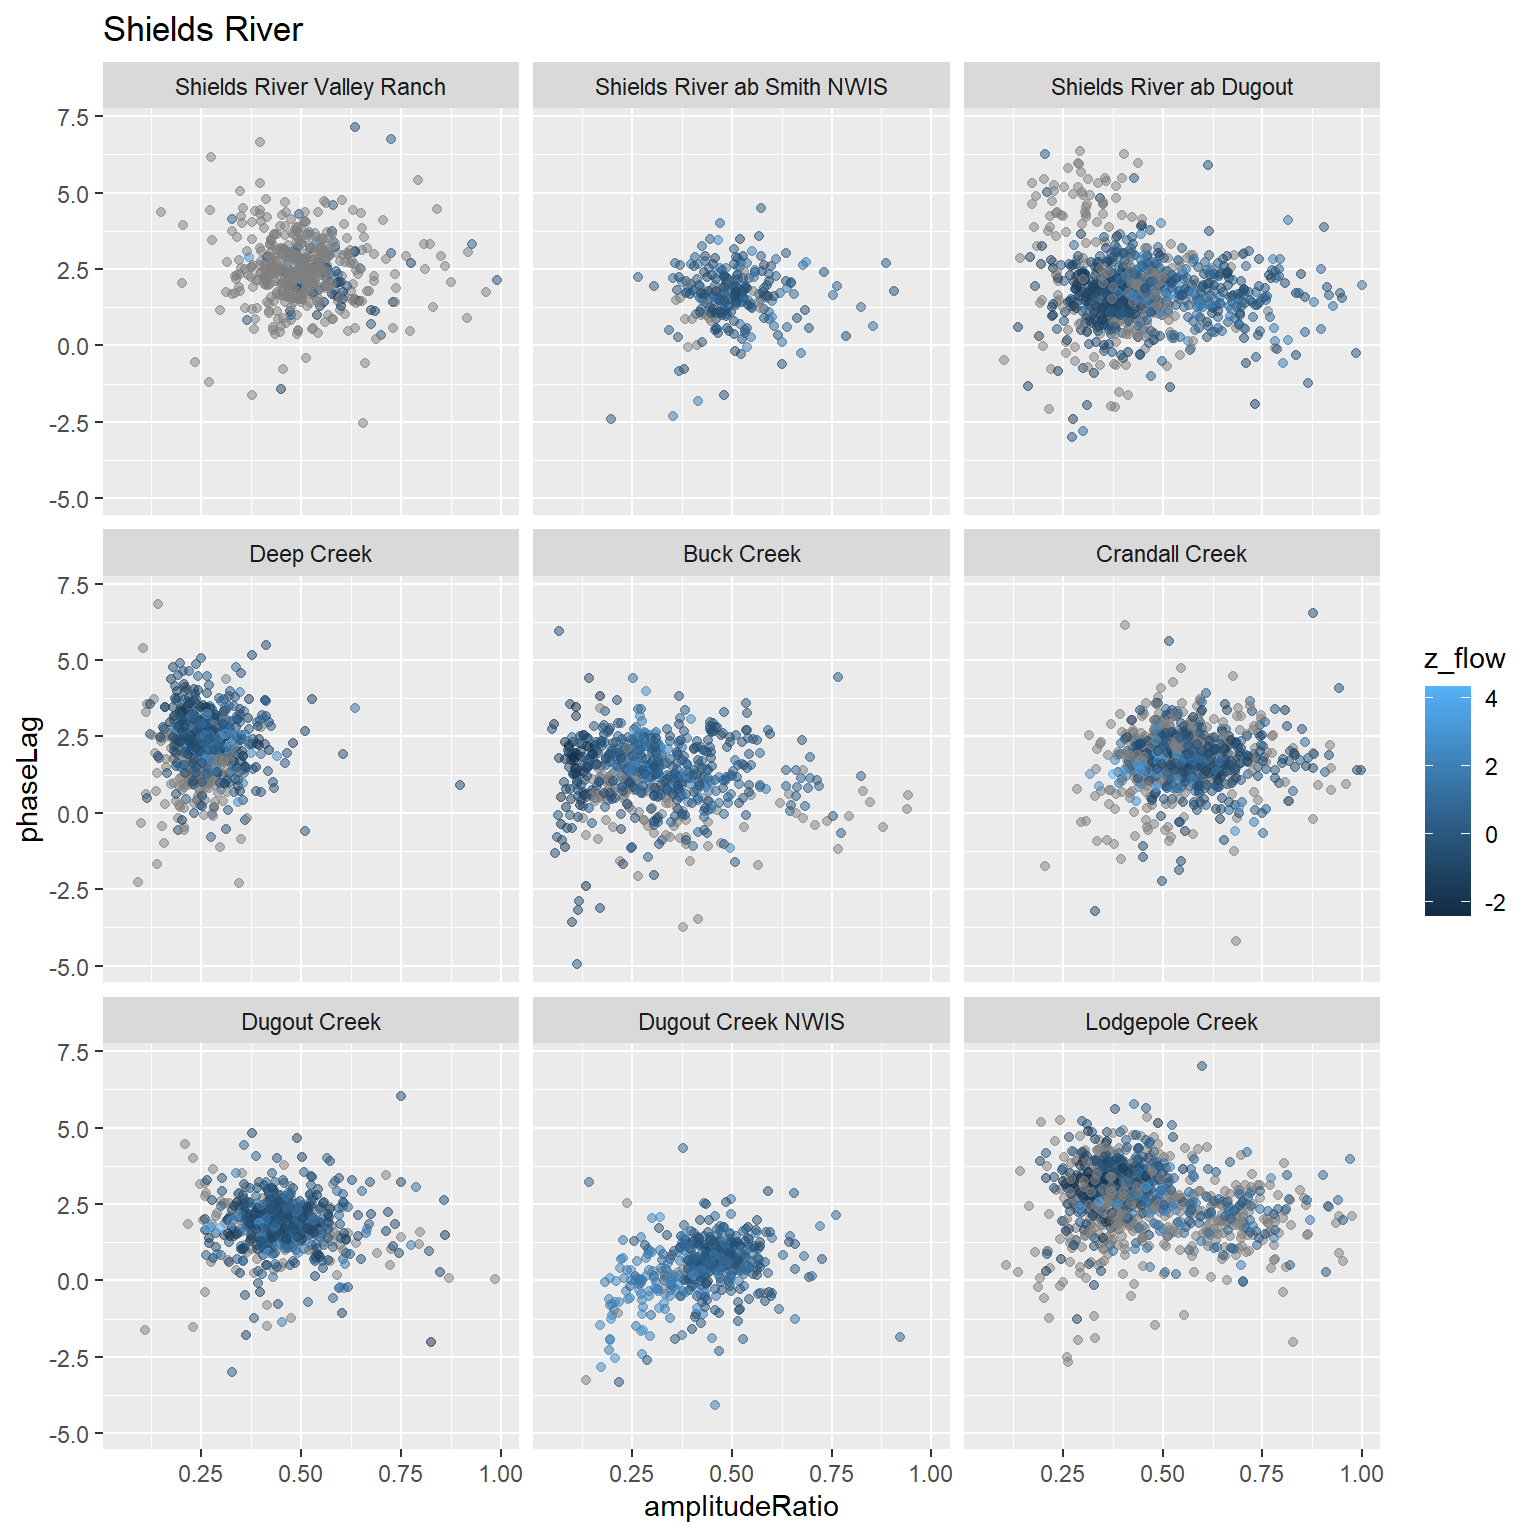 Shields River
Shields River Valley Ranch
Shields River ab Smith NWIS
Shields River ab Dugout
7.5
5.0
2.5
0.0
-2.5
-5.0
Deep Creek
Buck Creek
Crandall Creek
7.5
5.0
2.5
0.0
-2.5
-5.0
phaseLag
z_flow
4
2
0
-2
Dugout Creek
Dugout Creek NWIS
Lodgepole Creek
7.5
5.0
2.5
0.0
-2.5
-5.0
0.25 0.50 0.75 1.00
0.25 0.50 0.75 1.00
0.25 0.50 0.75 1.00
amplitudeRatio